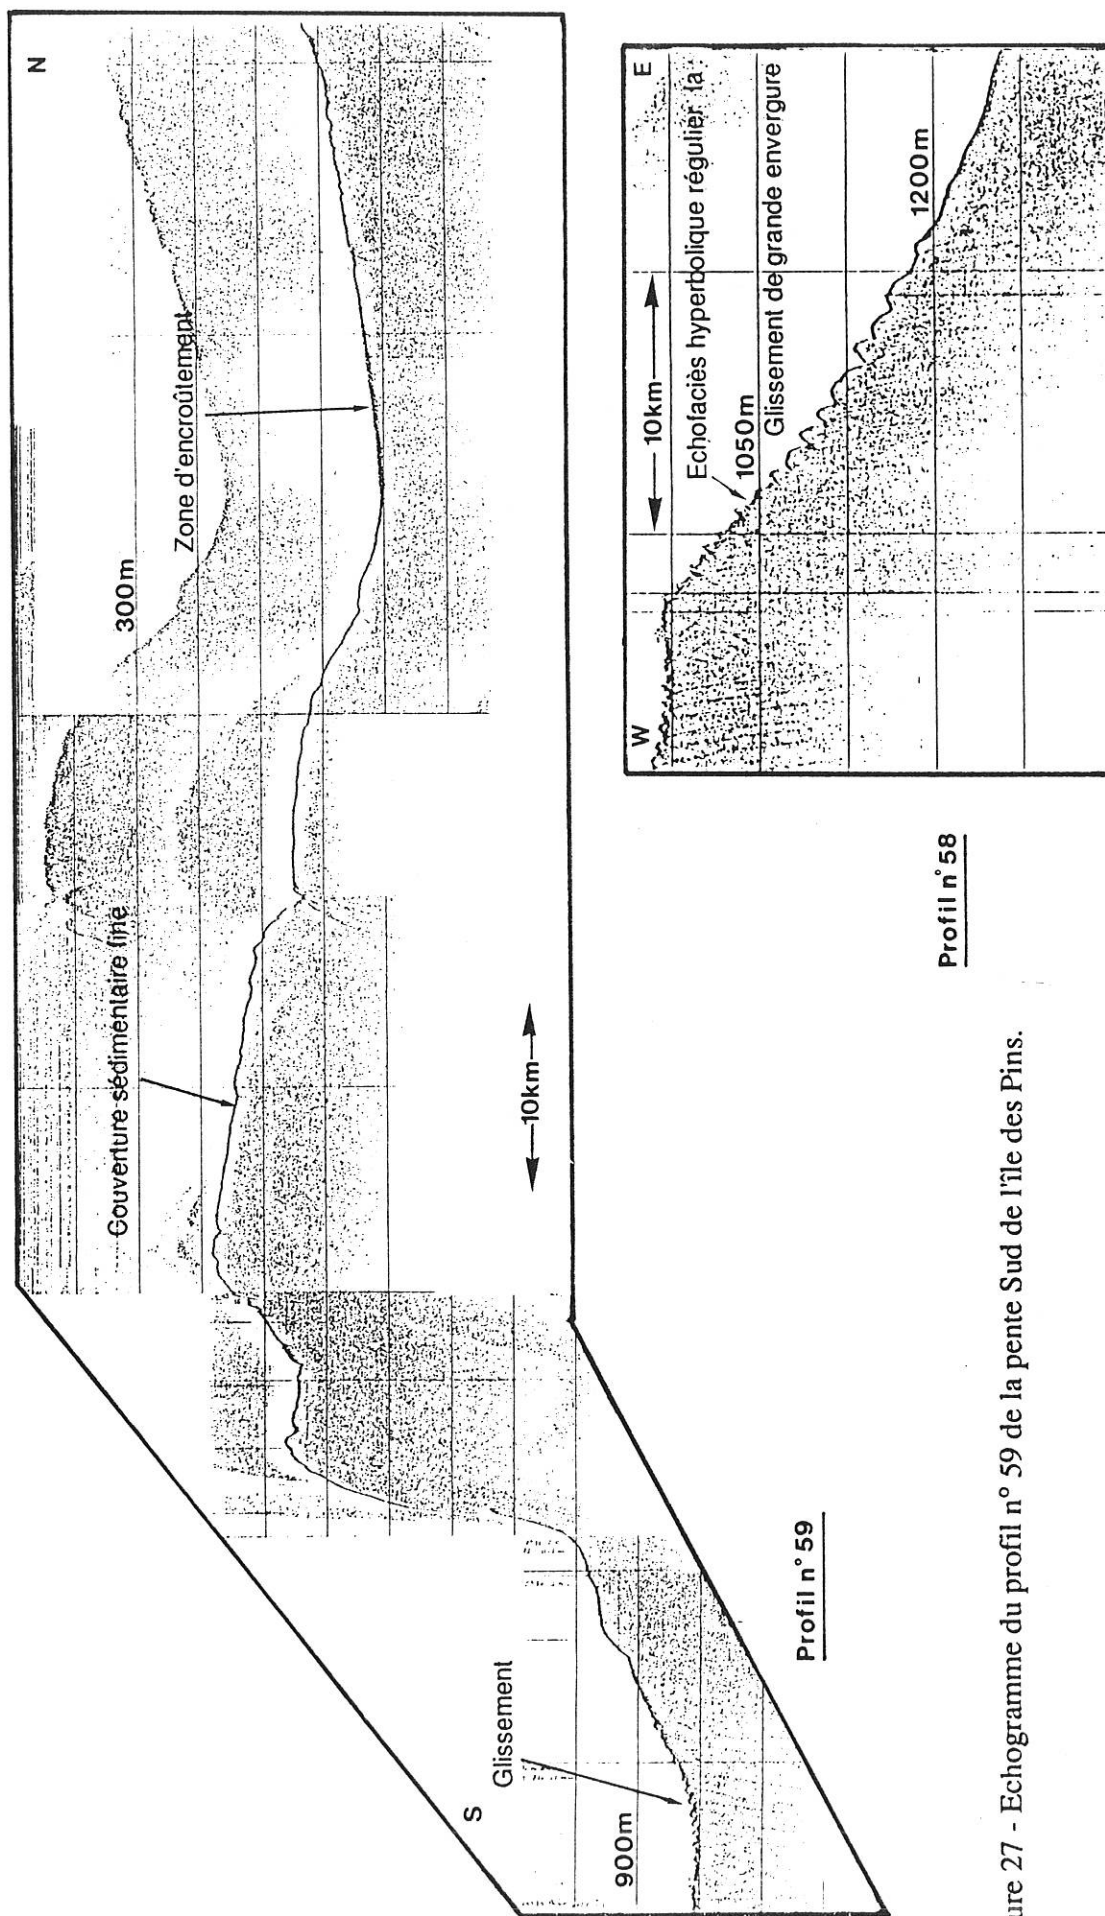 N
300m
Zone d'encroûtement
Couverture sédimentaire fine
10km
S
Glissement
900m
Profil n° 59
W
E
Echofaciès hyperbolique régulier la
1050m
Glissement de grande envergure
10km
1200m
Profil n° 58
ure 27 - Echogramme du profil n° 59 de la pente Sud de l'île des Pins.